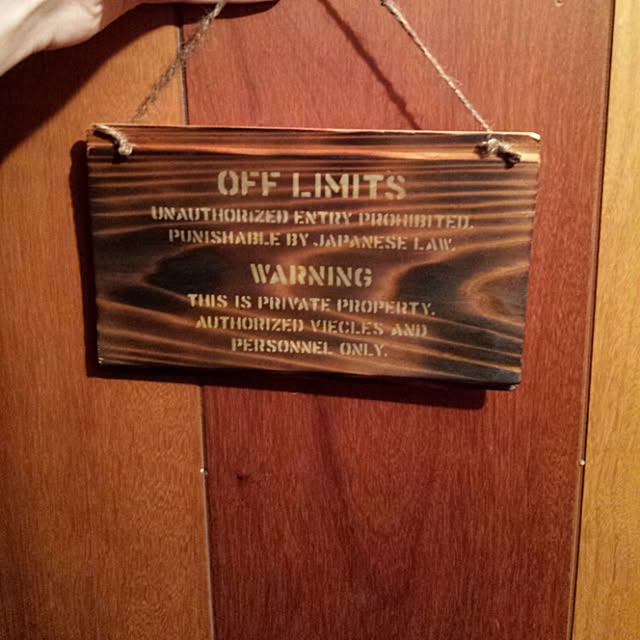 OFF LIMITS
UNAUTHORIZED ENTRY PROHIBITED.
PUNISHABLE BY JAPANESE LAW.
WARNING
THIS IS PRIVATE PROPERTY.
AUTHORIZED VIECLES AND
PERSONNEL ONLY.